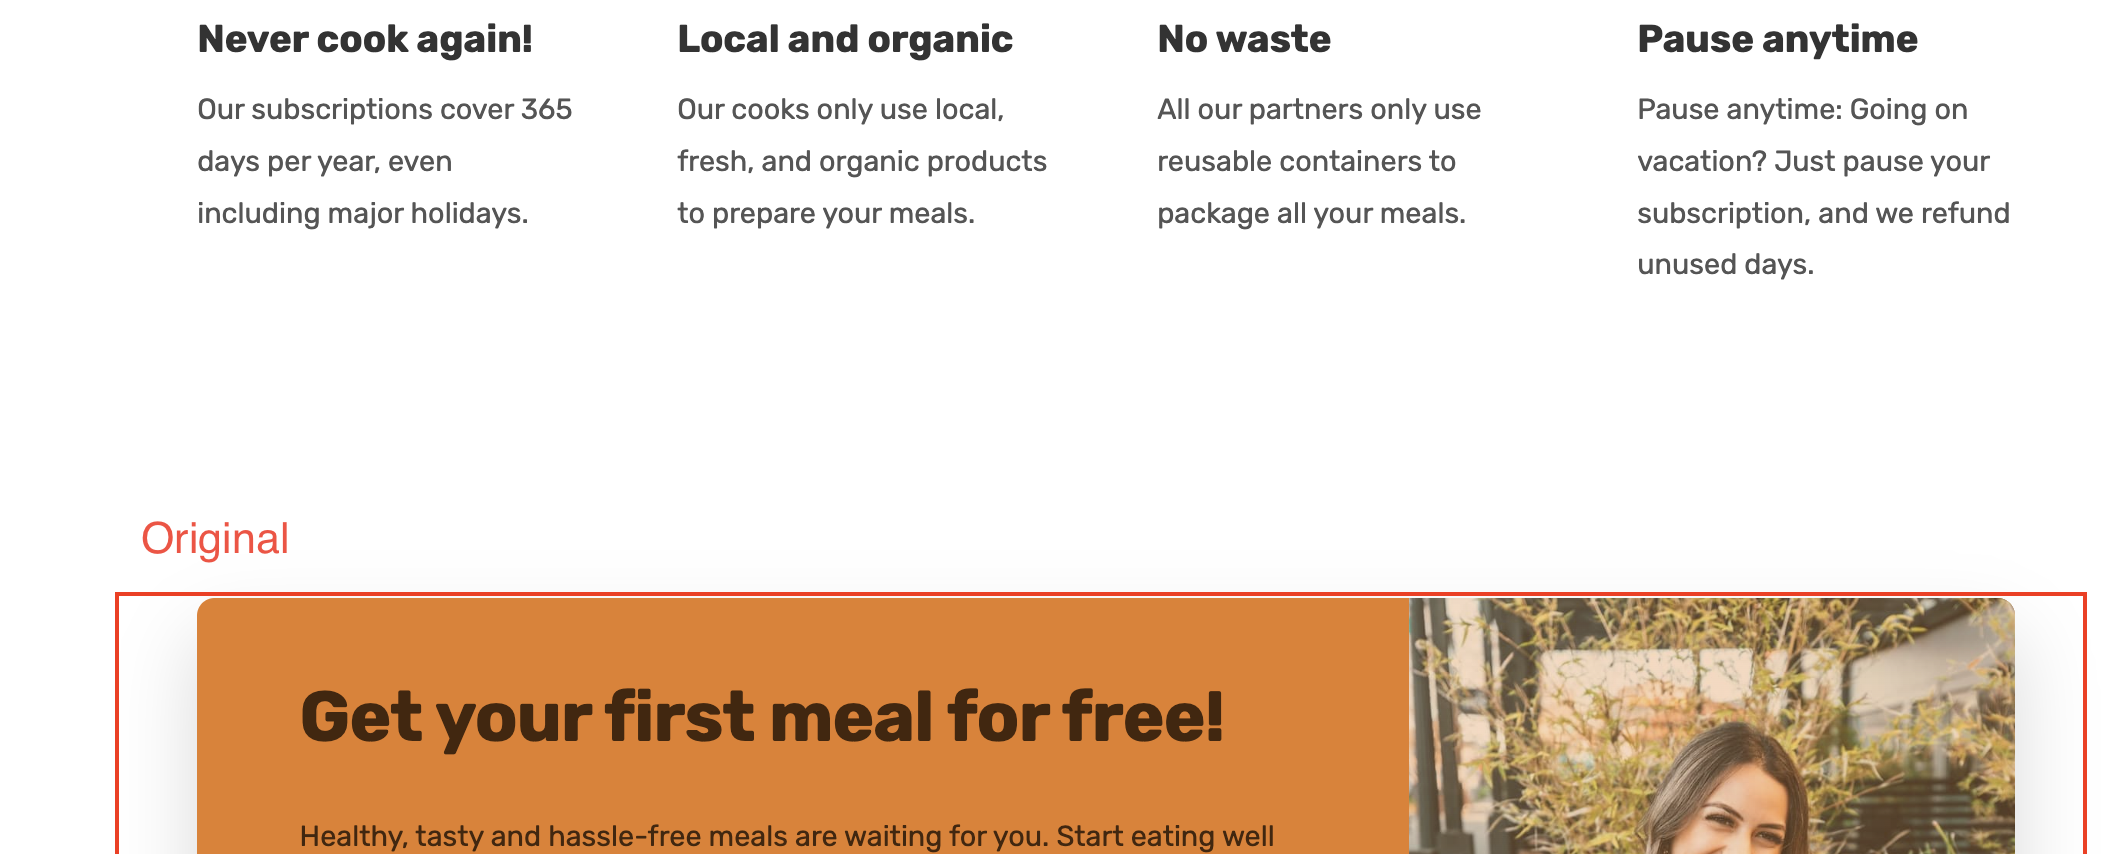 Never cook again!
Our subscriptions cover 365
days per year, even
including major holidays.
Local and organic
Our cooks only use local,
fresh, and organic products
to prepare your meals.
No waste
All our partners only use
reusable containers to
package all your meals.
Pause anytime
Pause anytime: Going on
vacation? Just pause your
subscription, and we refund
unused days.
Original
Get your first meal for free!
Healthy, tasty and hassle-free meals are waiting for you. Start eating well